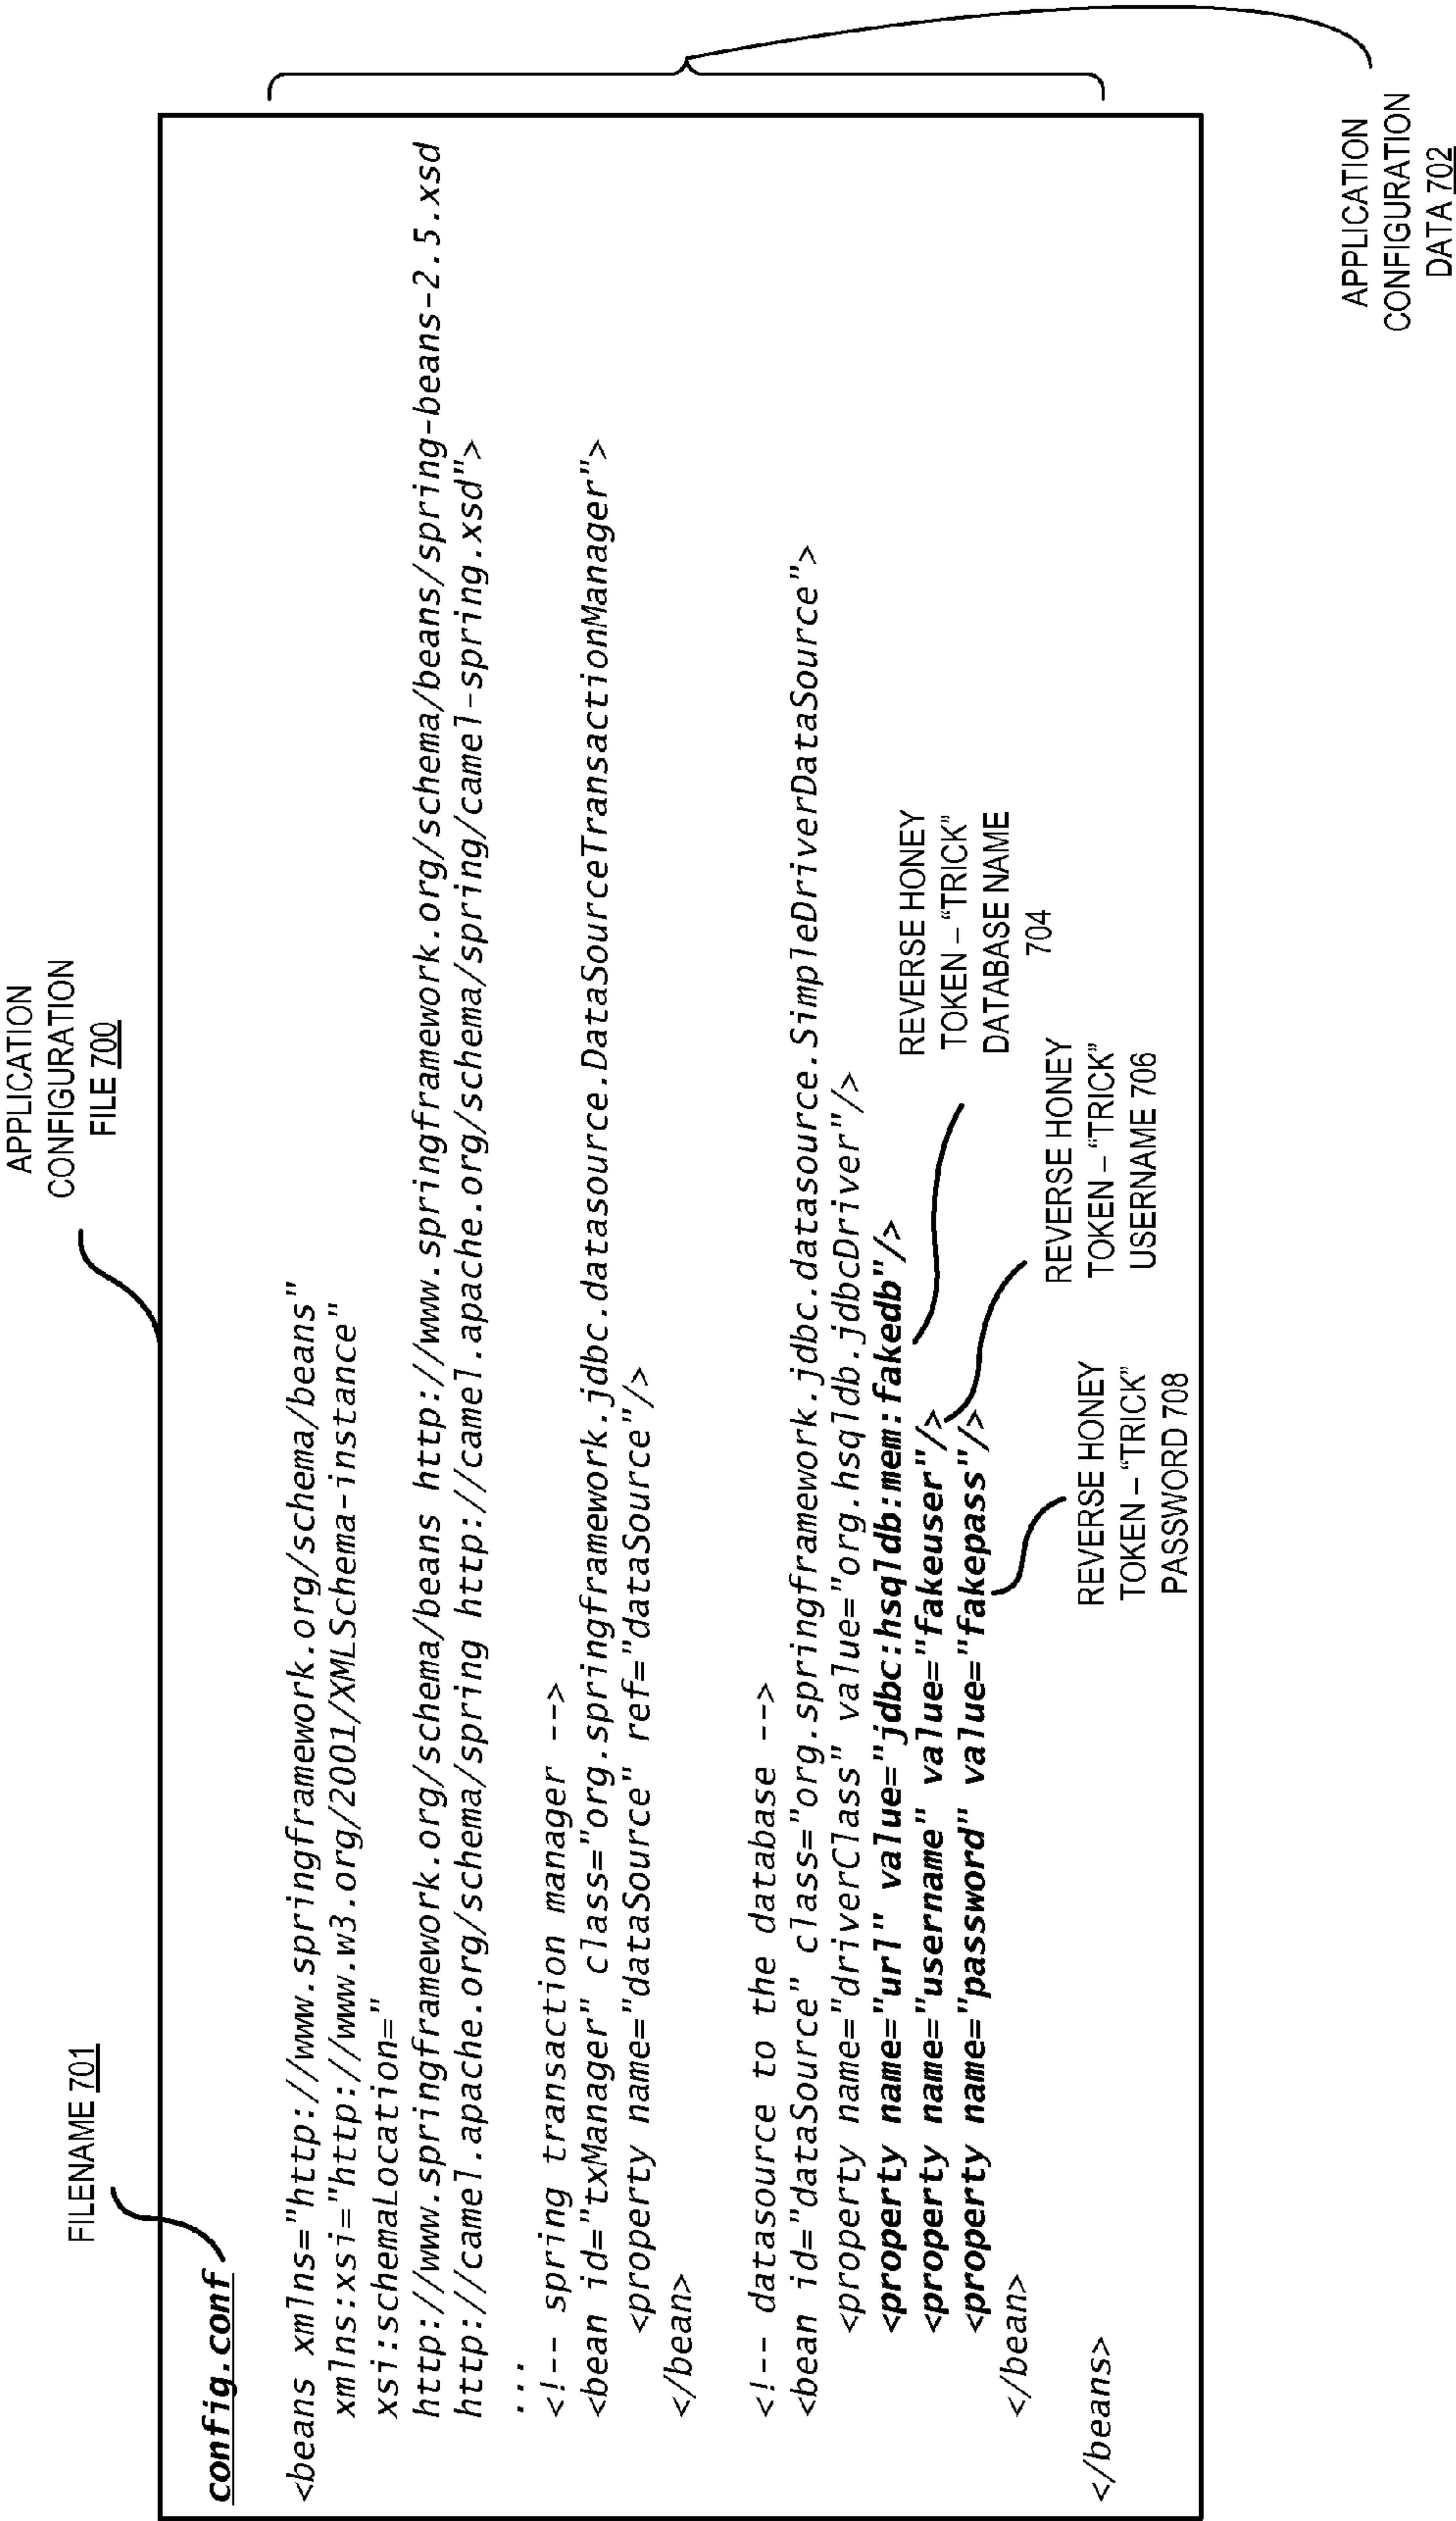 APPLICATION
CONFIGURATION
FILE 700
FILENAME 701
config.conf
<beans xmlns="http://www.springframework.org/schema/beans"
xmlns:xsi="http://www.w3.org/2001/XMLSchema-instance"
xsi:schemaLocation="
http://www.springframework.org/schema/beans http://www.springframework.org/schema/beans/spring-beans-2.5.xsd
http://camel.apache.org/schema/spring http://camel.apache.org/schema/spring/camel-spring.xsd">
...
<!-- spring transaction manager -->
<bean id="txManager" class="org.springframework.jdbc.datasource.DataSourceTransactionManager">
<property name="dataSource" ref="dataSource"/>
</bean>
<!-- datasource to the database -->
<bean id="dataSource" class="org.springframework.jdbc.datasource.SimpleDriverDataSource">
<property name="driverClass" value="org.hsqldb.jdbcDriver"/>
<property name="url" value="jdbc:hsqldb:mem:fakedb"/>
<property name="username" value="fakeuser"/>
<property name="password" value="fakepass"/>
</bean>
</beans>
REVERSE HONEY
TOKEN – "TRICK"
DATABASE NAME
704
REVERSE HONEY
TOKEN – "TRICK"
USERNAME 706
REVERSE HONEY
TOKEN – "TRICK"
PASSWORD 708
APPLICATION
CONFIGURATION
DATA 702